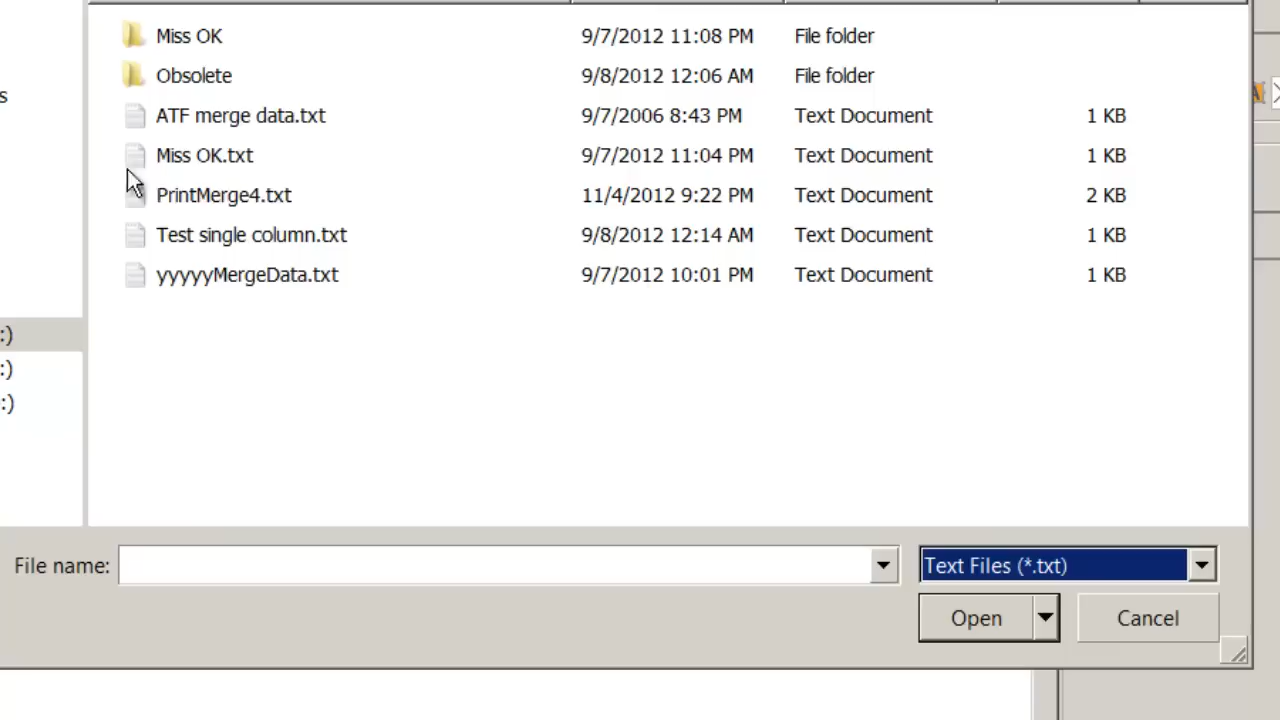 Miss OK 9/7/2012 11:08 PM File folder
Obsolete 9/8/2012 12:06 AM File folder
s
ATF merge data.txt 9/7/2006 8:43 PM Text Document 1 KB
Miss OK.txt 9/7/2012 11:04 PM Text Document 1 KB
PrintMerge4.txt 11/4/2012 9:22 PM Text Document 2 KB
Test single column.txt 9/8/2012 12:14 AM Text Document 1 KB
yyyyyMergeData.txt 9/7/2012 10:01 PM Text Document 1 KB
:)
:)
:)
File name: Text Files (*.txt)
Open Cancel